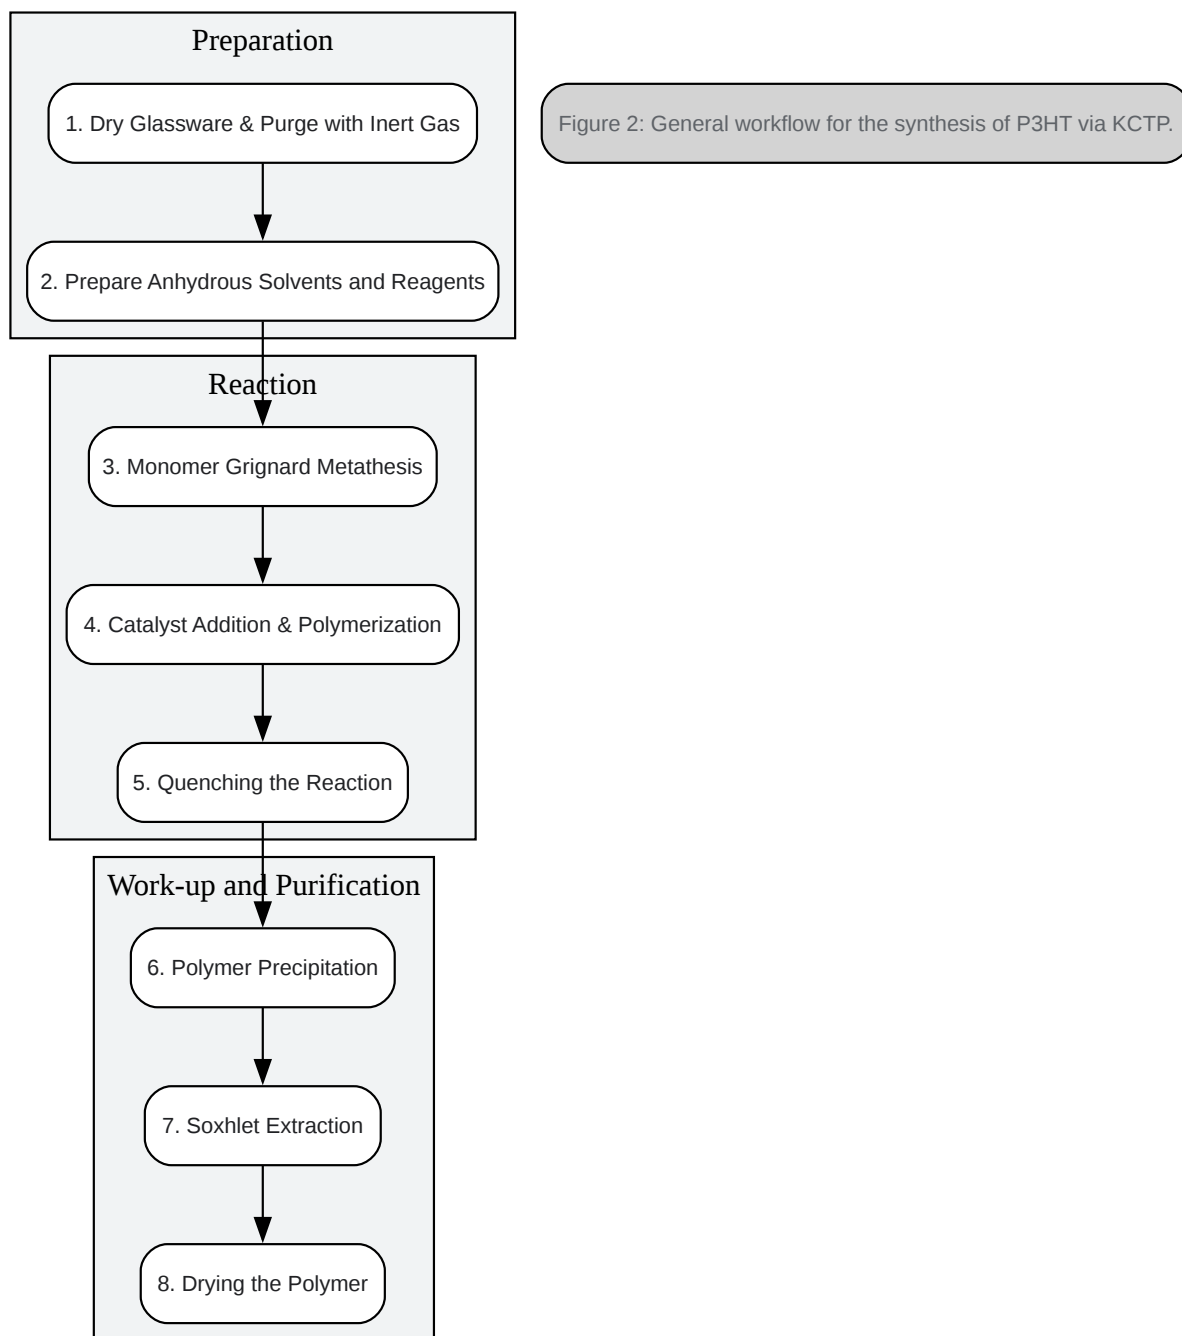 Preparation
1. Dry Glassware & Purge with Inert Gas
Figure 2: General workflow for the synthesis of P3HT via KCTP.
2. Prepare Anhydrous Solvents and Reagents
Reaction
3. Monomer Grignard Metathesis
4. Catalyst Addition & Polymerization
5. Quenching the Reaction
Work-up and Purification
6. Polymer Precipitation
7. Soxhlet Extraction
8. Drying the Polymer